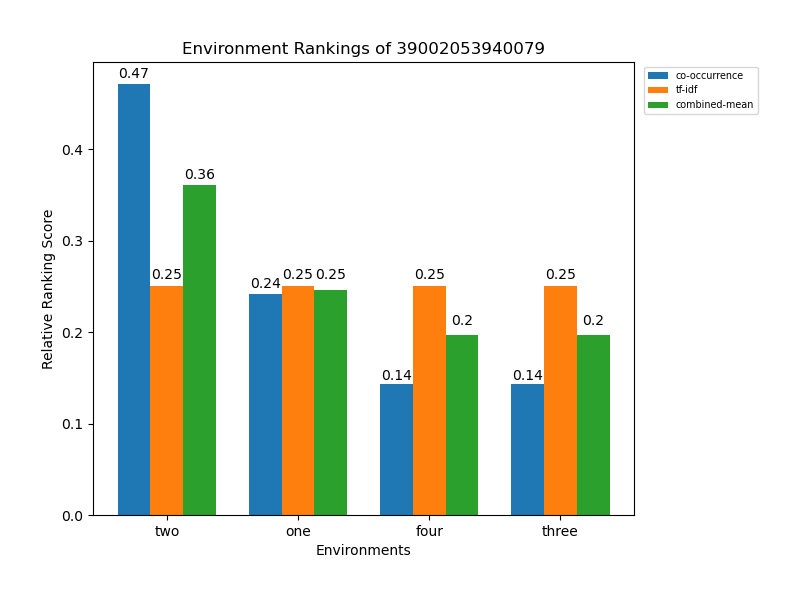 Environment Rankings of 39002053940079
co-occurrence
tf-idf
combined-mean
Relative Ranking Score
0.4
0.3
0.2
0.1
0.0
0.47
0.25
0.36
0.24
0.25
0.25
0.14
0.25
0.2
0.14
0.25
0.2
two
one
four
three
Environments